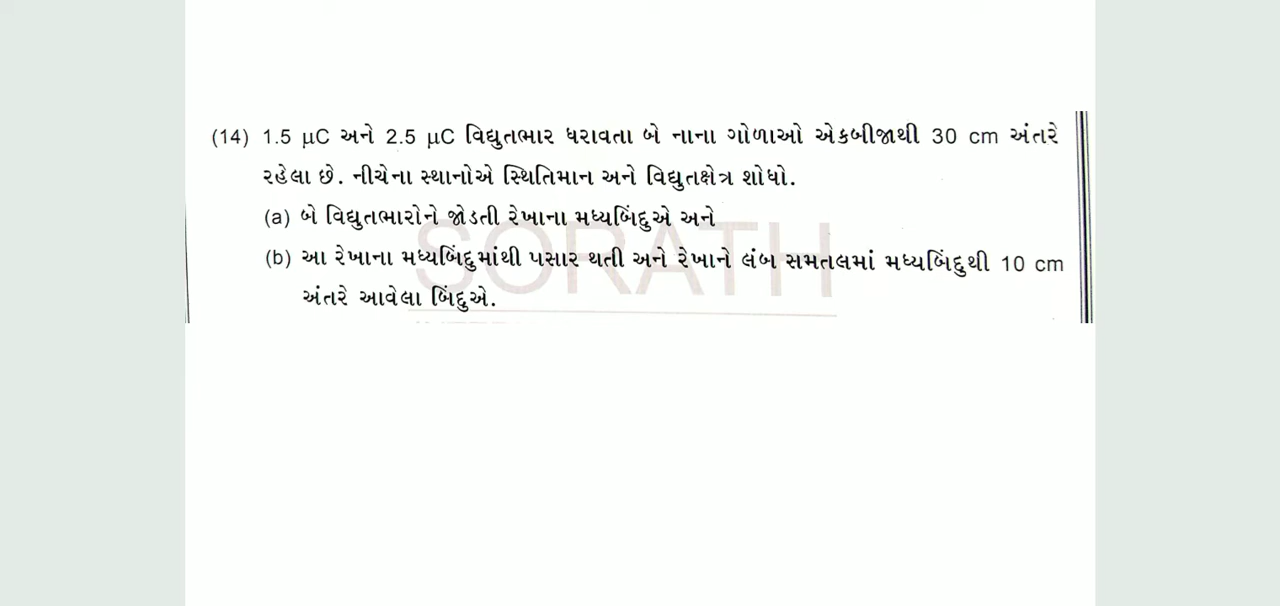 (14) 1.5 μC અને 2.5 μC વિદ્યુતભાર ધરાવતા બે નાના ગોળાઓ એકબીજાથી 30 cm અંતરે
રહેલા છે. નીચેના સ્થાનોએ સ્થિતિમાન અને વિદ્યુતક્ષેત્ર શોધો.
(a) બે વિદ્યુતભારોને જોડતી રેખાના મધ્યબિંદુએ અને
(b) આ રેખાના મધ્યબિંદુમાંથી પસાર થતી અને રેખાને લંબ સમતલમાં મધ્યબિંદુથી 10 cm
અંતરે આવેલા બિંદુએ.
SORATH